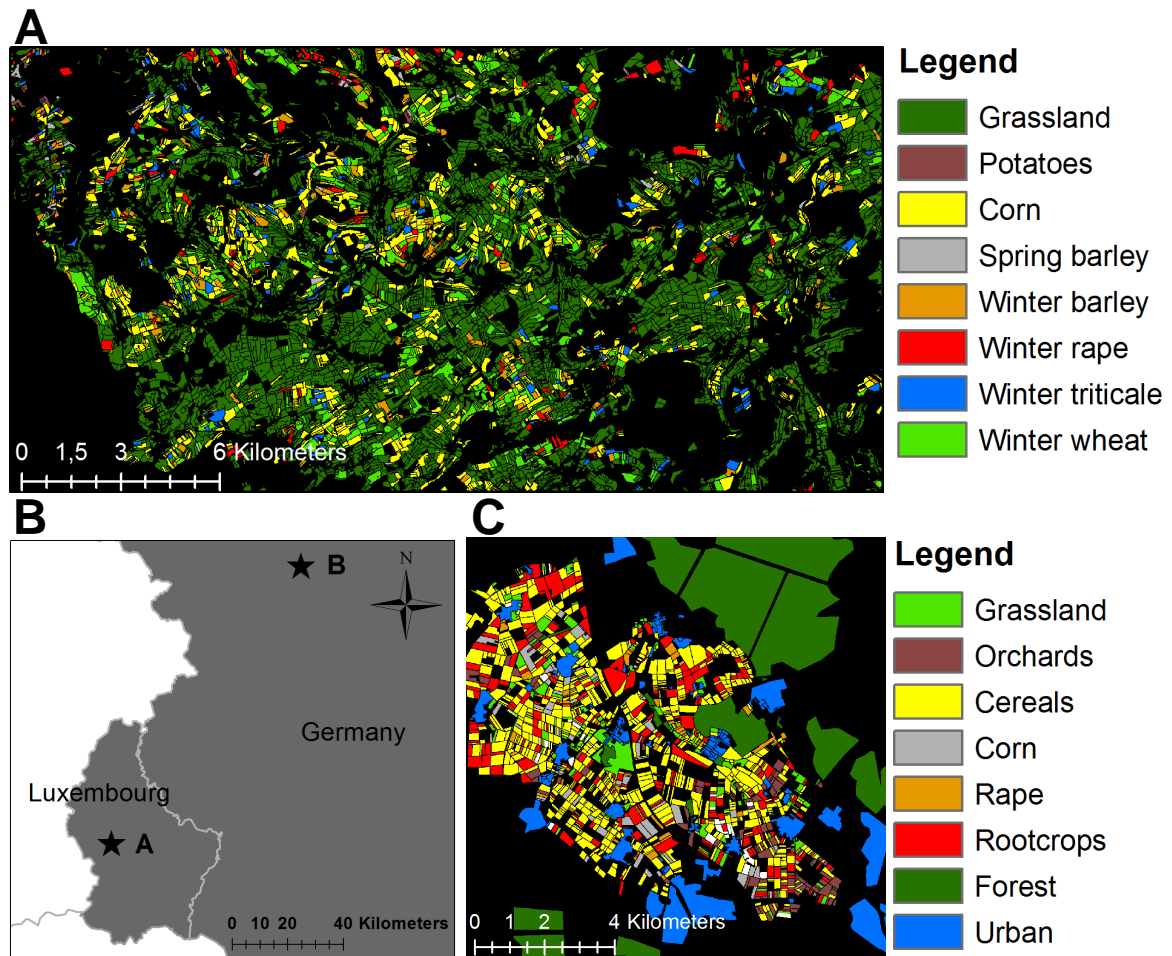 A
Legend
Grassland
Potatoes
Corn
Spring barley
Winter barley
Winter rape
Winter triticale
Winter wheat
0 1,5 3 6 Kilometers
B
N
B
Germany
Luxembourg
A
0 10 20 40 Kilometers
C
Legend
Grassland
Orchards
Cereals
Corn
Rape
Rootcrops
Forest
Urban
0 1 2 4 Kilometers